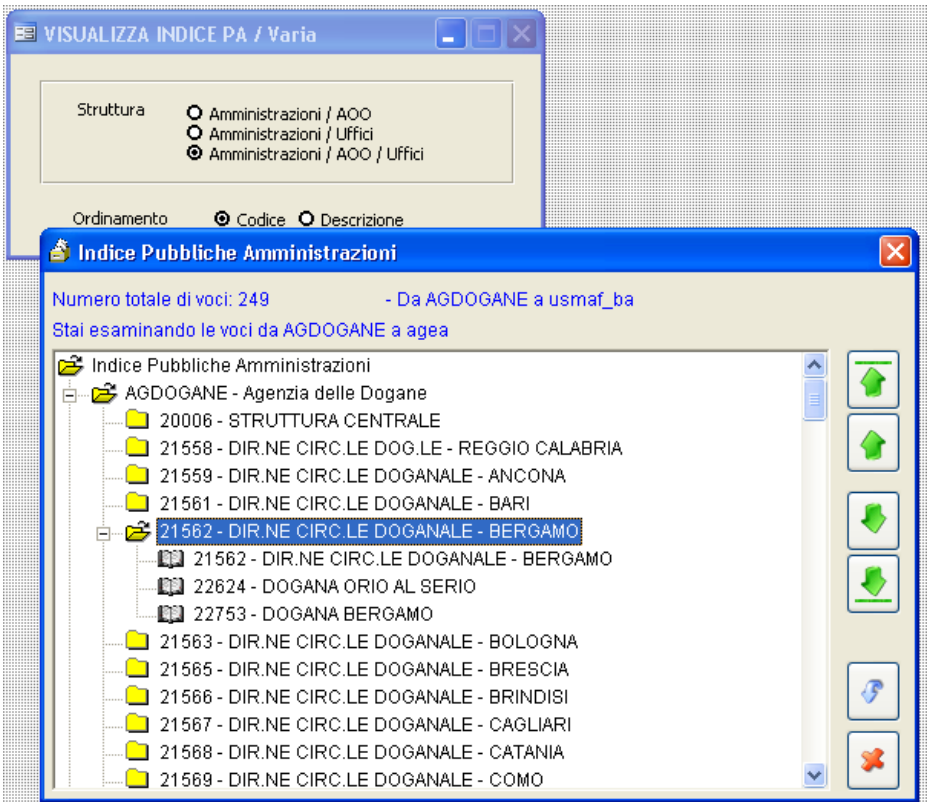 VISUALIZZA INDICE PA / Varia
Struttura
Amministrazioni / AOO
Amministrazioni / Uffici
Amministrazioni / AOO / Uffici
Ordinamento Codice Descrizione
Indice Pubbliche Amministrazioni
Numero totale di voci: 249 - Da AGDOGANE a usmaf_ba
Stai esaminando le voci da AGDOGANE a agea
Indice Pubbliche Amministrazioni
AGDOGANE - Agenzia delle Dogane
20006 - STRUTTURA CENTRALE
21558 - DIR.NE CIRC.LE DOG.LE - REGGIO CALABRIA
21559 - DIR.NE CIRC.LE DOGANALE - ANCONA
21561 - DIR.NE CIRC.LE DOGANALE - BARI
21562 - DIR.NE CIRC.LE DOGANALE - BERGAMO
21562 - DIR.NE CIRC.LE DOGANALE - BERGAMO
22624 - DOGANA ORIO AL SERIO
22753 - DOGANA BERGAMO
21563 - DIR.NE CIRC.LE DOGANALE - BOLOGNA
21565 - DIR.NE CIRC.LE DOGANALE - BRESCIA
21566 - DIR.NE CIRC.LE DOGANALE - BRINDISI
21567 - DIR.NE CIRC.LE DOGANALE - CAGLIARI
21568 - DIR.NE CIRC.LE DOGANALE - CATANIA
21569 - DIR.NE CIRC.LE DOGANALE - COMO